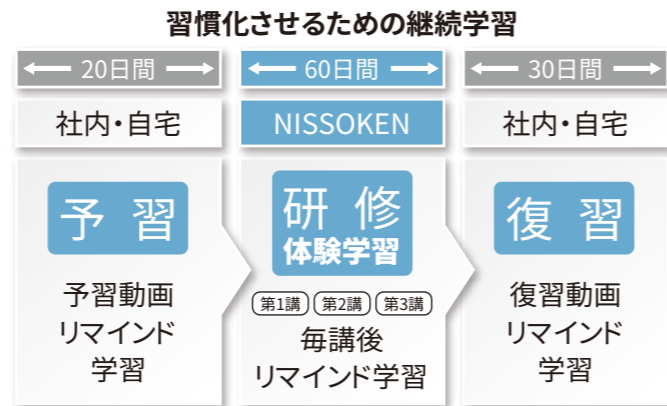 習慣化させるための継続学習
20日間
60日間
30日間
社内・自宅
NISSOKEN
社内・自宅
予習
予習動画
リマインド
学習
研修
体験学習
第1講 第2講 第3講
毎講後
リマインド学習
復習
復習動画
リマインド
学習